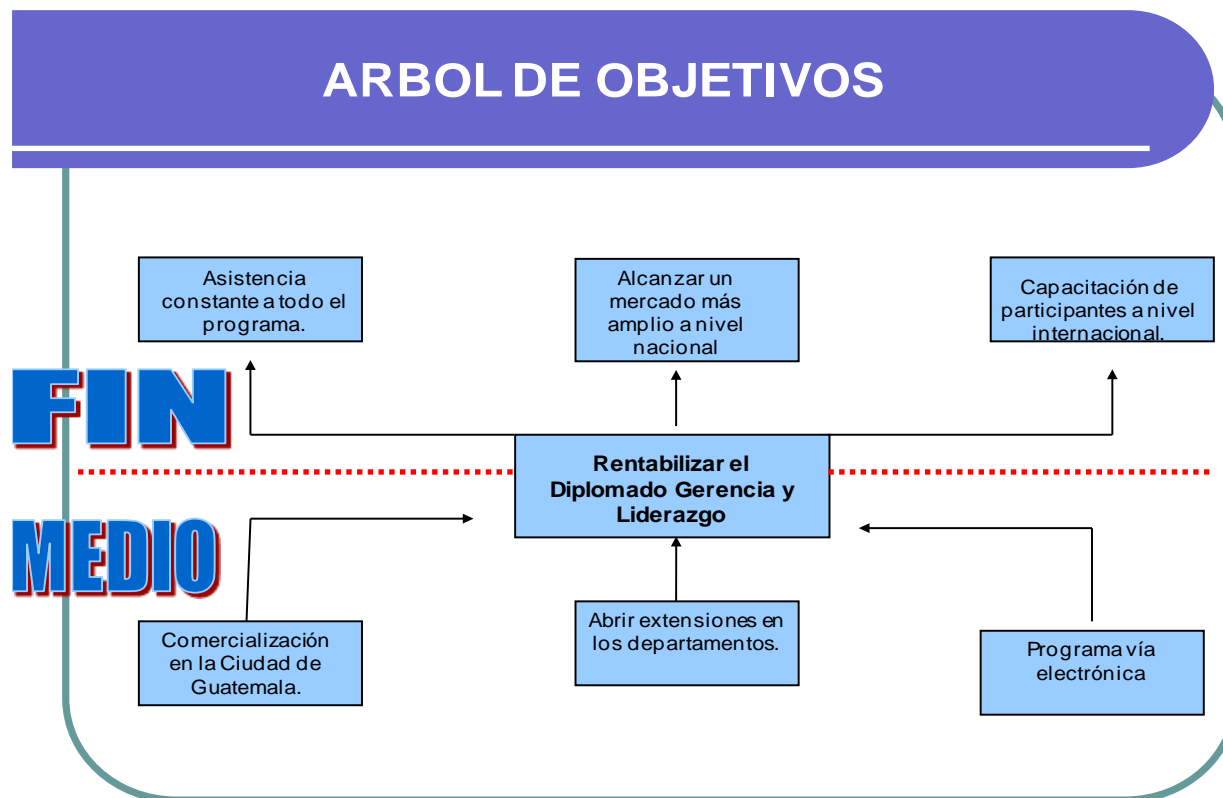 ARBOL DE OBJETIVOS
Asistencia
constante a todo el
programa.
Alcanzar un
mercado más
amplio a nivel
nacional
Capacitación de
participantes a nivel
internacional.
FIN
Rentabilizar el
Diplomado Gerencia y
Liderazgo
MEDIO
Comercialización
en la Ciudad de
Guatemala.
Abrir extensiones en
los departamentos.
Programa vía
electrónica